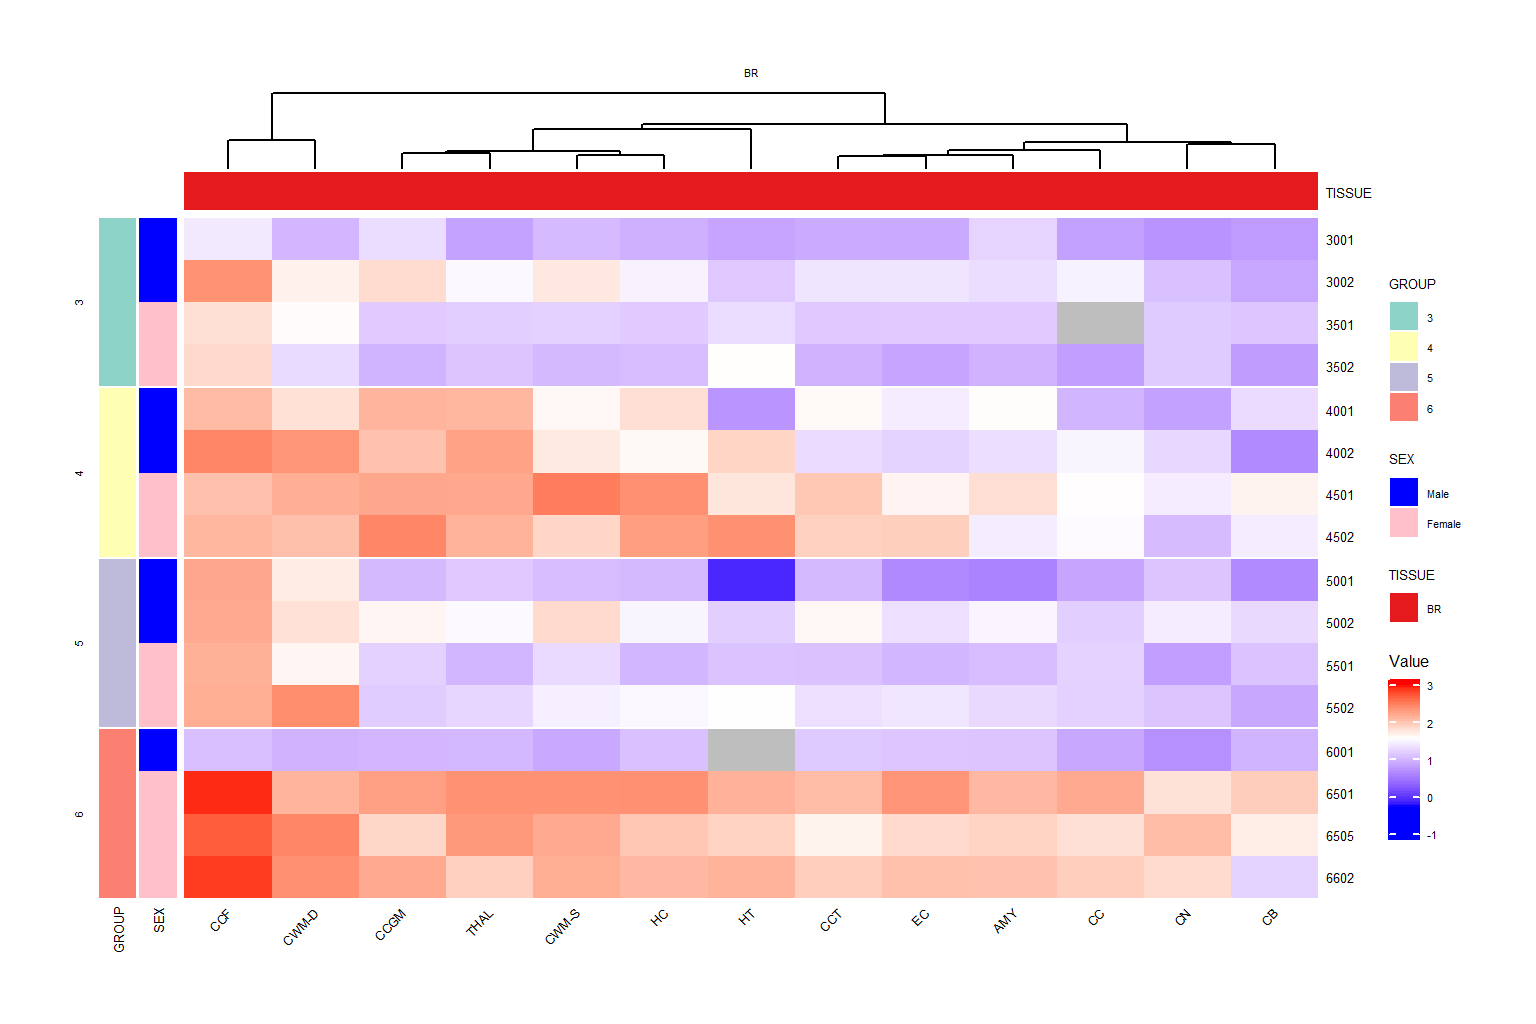 BR
TISSUE
3001
3002
3501
3502
4001
4002
4501
4502
5001
5002
5501
5502
6001
6501
6505
6602
3
4
5
6
GROUP
SEX
CCF
CWM-D
CCGM
THAL
CWM-S
HC
HT
CCT
EC
AMY
CC
CN
CB
GROUP
3
4
5
6
SEX
Male
Female
TISSUE
BR
Value
3
2
1
0
-1